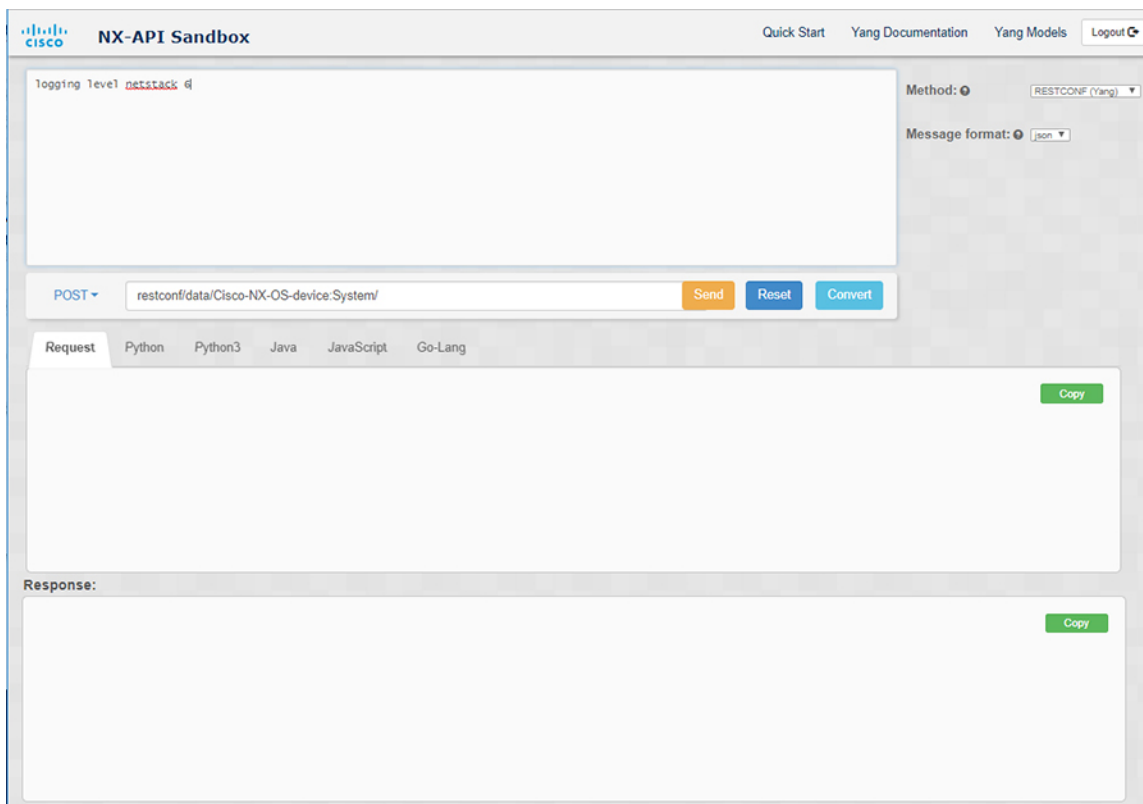 CISCO NX-API Sandbox Quick Start Yang Documentation Yang Models Logout
logging level netstack 6
Method: RESTCONF (Yang)
Message format: json
POST restconf/data/Cisco-NX-OS-device:System/ Send Reset Convert
Request Python Python3 Java JavaScript Go-Lang
Copy
Response:
Copy